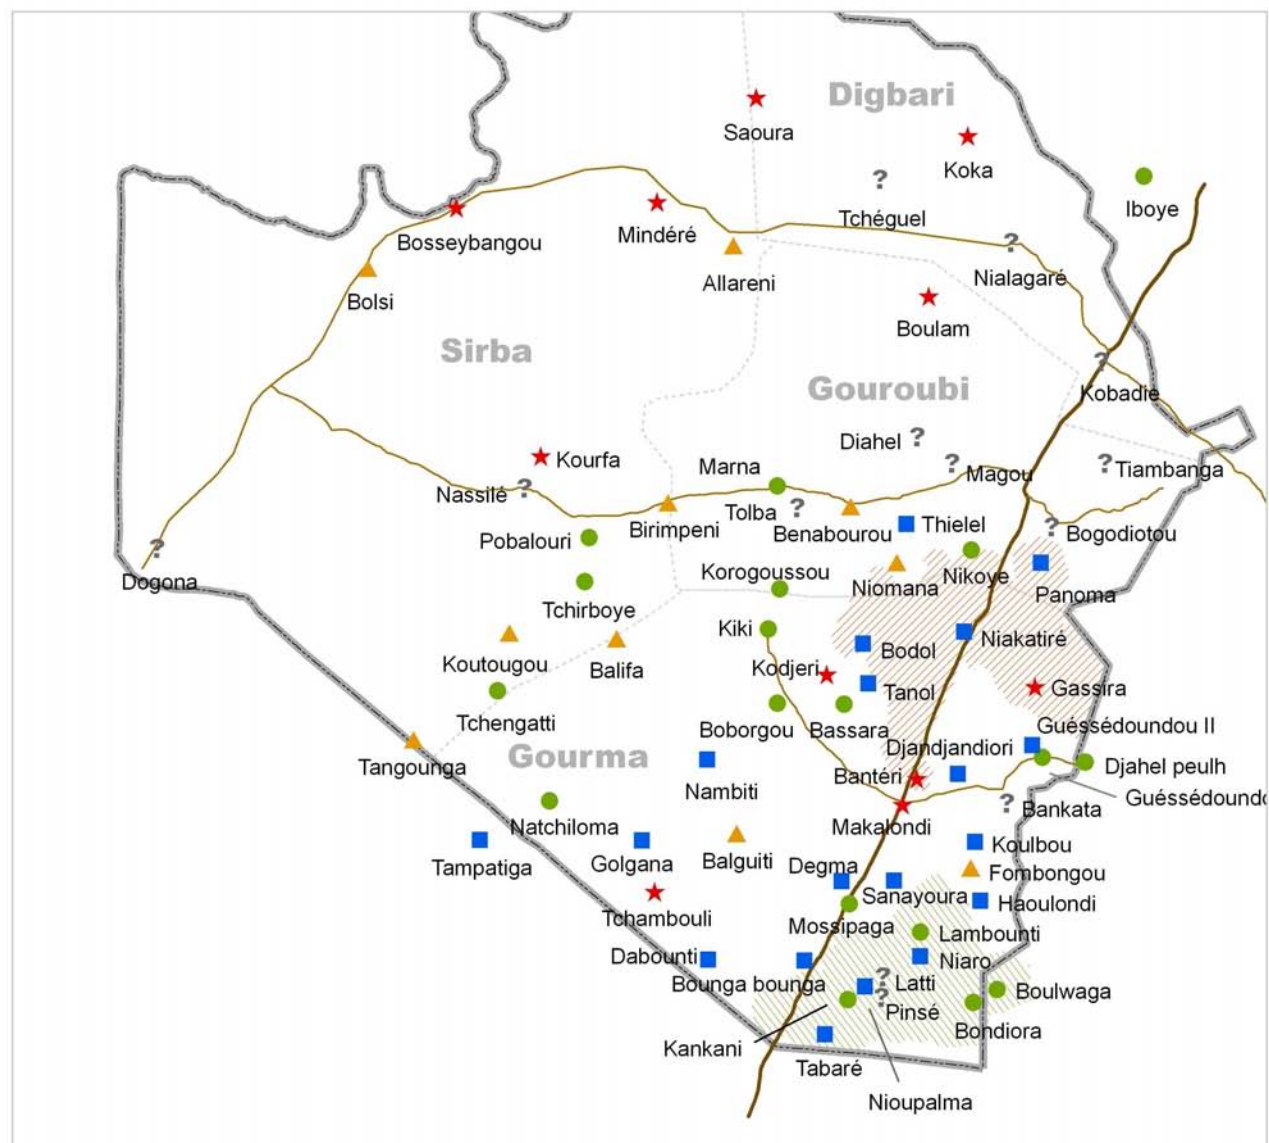 Digbari
Saoura
Koka
?
Tchéguel
Iboye
Bosseybangou
Mindéré
?
Nialagaré
Allareni
Bolsi
Boulam
Sirba
?
Kobadié
Gouroubi
Diahel ?
Kourfa
Marna
? Magou
? Tiambanga
Nassilé ?
Tolba ?
Birimpeni
Benabourou
Thielel
? Bogodiotou
Pobalouri
?
Dogona
Korogoussou
Niomana
Nikoye
Panoma
Tchirboye
Kiki
Niakatiré
Koutougou
Balifa
Bodol
Kodjeri
Tanol
Gassira
Tchengatti
Boborgou
Bassara
Guéssédoundou II
Djandjandiori
Gourma
Tangounga
Bantéri
Djahel peulh
Nambiti
Guéssédound
? Bankata
Natchiloma
Makalondi
Koulbou
Tampatiga
Golgana
Balguiti
Degma
Fombongou
Sanayoura
Haoulondi
Tchambouli
Mossipaga
Lambounti
Dabounti
Niaro
Bounga bounga
? Latti
Boulwaga
? Pinsé
Bondiora
Kankani
Tabaré
Nioupalma